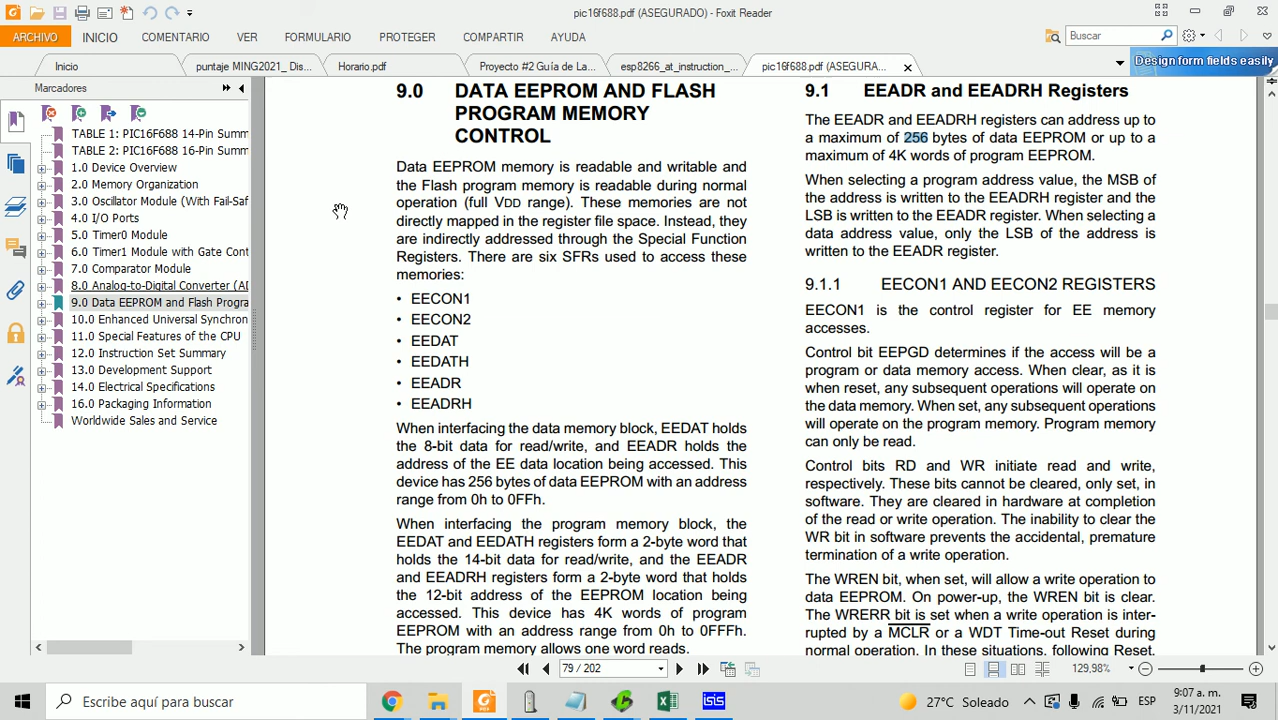 pic16f688.pdf (ASEGURADO) - Foxit Reader
ARCHIVO INICIO COMENTARIO VER FORMULARIO PROTEGER COMPARTIR AYUDA
Buscar
Inicio
puntaje MING2021_ Dis...
Horario.pdf
Proyecto #2 Guía de La...
esp8266_at_instruction_...
pic16f688.pdf (ASEGURA...
Design form fields easily
Marcadores
TABLE 1: PIC16F688 14-Pin Summ
TABLE 2: PIC16F688 16-Pin Summ
1.0 Device Overview
2.0 Memory Organization
3.0 Oscillator Module (With Fail-Saf
4.0 I/O Ports
5.0 Timer0 Module
6.0 Timer1 Module with Gate Cont
7.0 Comparator Module
8.0 Analog-to-Digital Converter (AD
9.0 Data EEPROM and Flash Progra
10.0 Enhanced Universal Synchron
11.0 Special Features of the CPU
12.0 Instruction Set Summary
13.0 Development Support
14.0 Electrical Specifications
16.0 Packaging Information
Worldwide Sales and Service
9.0 DATA EEPROM AND FLASH
PROGRAM MEMORY
CONTROL
Data EEPROM memory is readable and writable and
the Flash program memory is readable during normal
operation (full VDD range). These memories are not
directly mapped in the register file space. Instead, they
are indirectly addressed through the Special Function
Registers. There are six SFRs used to access these
memories:
• EECON1
• EECON2
• EEDAT
• EEDATH
• EEADR
• EEADRH
When interfacing the data memory block, EEDAT holds
the 8-bit data for read/write, and EEADR holds the
address of the EE data location being accessed. This
device has 256 bytes of data EEPROM with an address
range from 0h to 0FFh.
When interfacing the program memory block, the
EEDAT and EEDATH registers form a 2-byte word that
holds the 14-bit data for read/write, and the EEADR
and EEADRH registers form a 2-byte word that holds
the 12-bit address of the EEPROM location being
accessed. This device has 4K words of program
EEPROM with an address range from 0h to 0FFFh.
The program memory allows one word reads.
9.1 EEADR and EEADRH Registers
The EEADR and EEADRH registers can address up to
a maximum of 256 bytes of data EEPROM or up to a
maximum of 4K words of program EEPROM.
When selecting a program address value, the MSB of
the address is written to the EEADRH register and the
LSB is written to the EEADR register. When selecting a
data address value, only the LSB of the address is
written to the EEADR register.
9.1.1 EECON1 AND EECON2 REGISTERS
EECON1 is the control register for EE memory
accesses.
Control bit EEPGD determines if the access will be a
program or data memory access. When clear, as it is
when reset, any subsequent operations will operate on
the data memory. When set, any subsequent operations
will operate on the program memory. Program memory
can only be read.
Control bits RD and WR initiate read and write,
respectively. These bits cannot be cleared, only set, in
software. They are cleared in hardware at completion
of the read or write operation. The inability to clear the
WR bit in software prevents the accidental, premature
termination of a write operation.
The WREN bit, when set, will allow a write operation to
data EEPROM. On power-up, the WREN bit is clear.
The WRERR bit is set when a write operation is inter-
rupted by a MCLR or a WDT Time-out Reset during
normal operation. In these situations, following Reset,
79 / 202
129,98%
Escribe aquí para buscar
isis
27°C Soleado
ESP
9:07 a. m.
3/11/2021